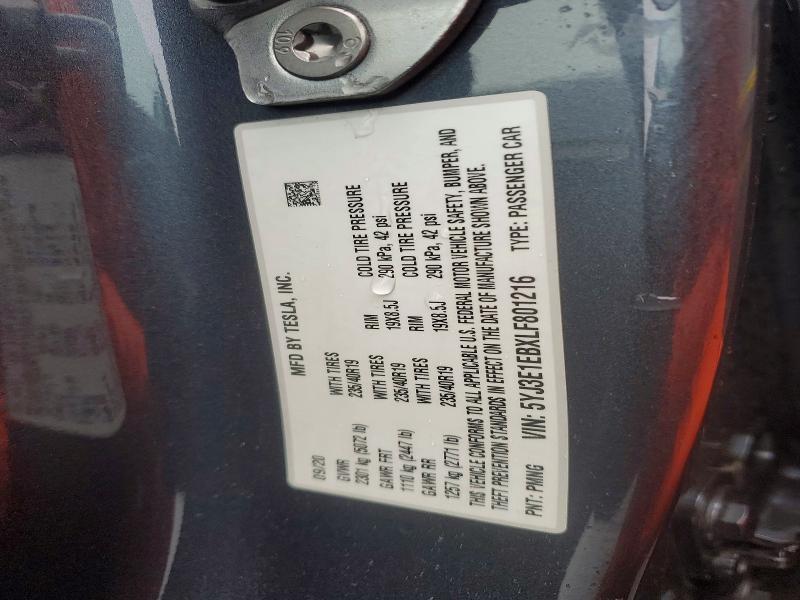 MFD BY TESLA, INC.
09/20
GVWR WITH TIRES RIM COLD TIRE PRESSURE
2301 kg (5072 lb) 235/40R19 19X8.5J 290 kPa, 42 psi
GAWR FRT WITH TIRES RIM COLD TIRE PRESSURE
1110 kg (2447 lb) 235/40R19 19X8.5J 290 kPa, 42 psi
GAWR RR WITH TIRES
1257 kg (2771 lb) 235/40R19
THIS VEHICLE CONFORMS TO ALL APPLICABLE U.S. FEDERAL MOTOR VEHICLE SAFETY, BUMPER, AND
THEFT PREVENTION STANDARDS IN EFFECT ON THE DATE OF MANUFACTURE SHOWN ABOVE.
PNT: PMNG VIN: 5YJ3E1EBXLF801216 TYPE: PASSENGER CAR
10.9